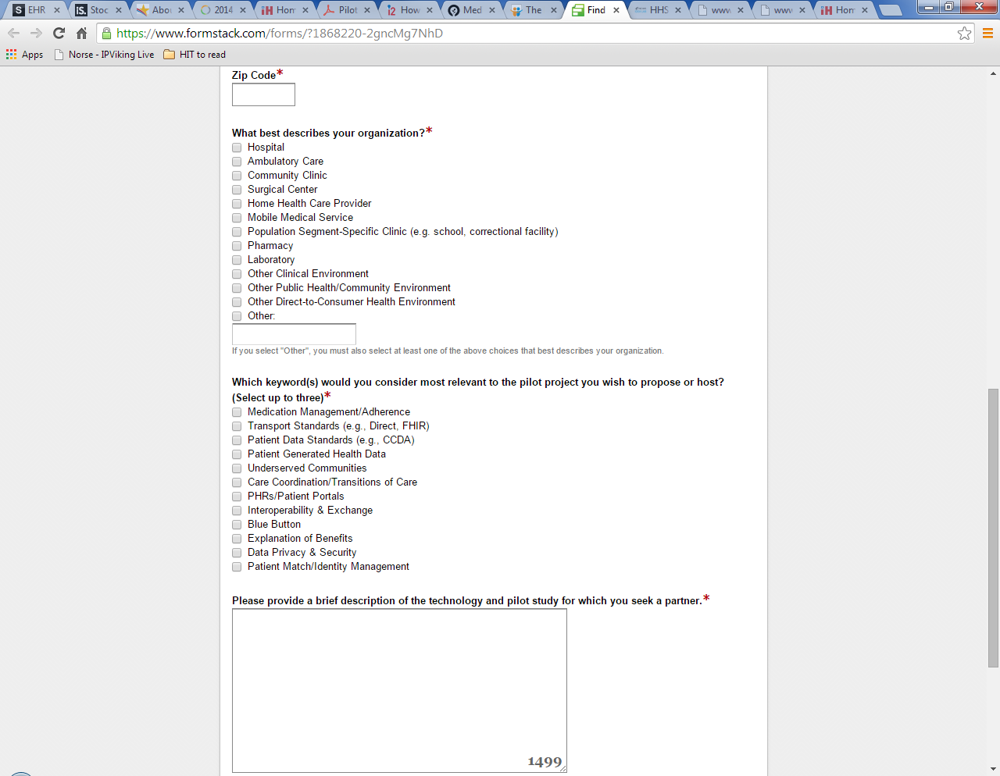 EHR
Stoc
Abou
2014
Hom
Pilot
How
Med
The
Find
HHS
www
www
Hom
https://www.formstack.com/forms/?1868220-2gncMg7NhD
Apps
Norse - IPViking Live
HIT to read
Zip Code*
What best describes your organization?*
Hospital
Ambulatory Care
Community Clinic
Surgical Center
Home Health Care Provider
Mobile Medical Service
Population Segment-Specific Clinic (e.g. school, correctional facility)
Pharmacy
Laboratory
Other Clinical Environment
Other Public Health/Community Environment
Other Direct-to-Consumer Health Environment
Other:
If you select "Other", you must also select at least one of the above choices that best describes your organization.
Which keyword(s) would you consider most relevant to the pilot project you wish to propose or host?
(Select up to three)*
Medication Management/Adherence
Transport Standards (e.g., Direct, FHIR)
Patient Data Standards (e.g., CCDA)
Patient Generated Health Data
Underserved Communities
Care Coordination/Transitions of Care
PHRs/Patient Portals
Interoperability & Exchange
Blue Button
Explanation of Benefits
Data Privacy & Security
Patient Match/Identity Management
Please provide a brief description of the technology and pilot study for which you seek a partner.*
1499